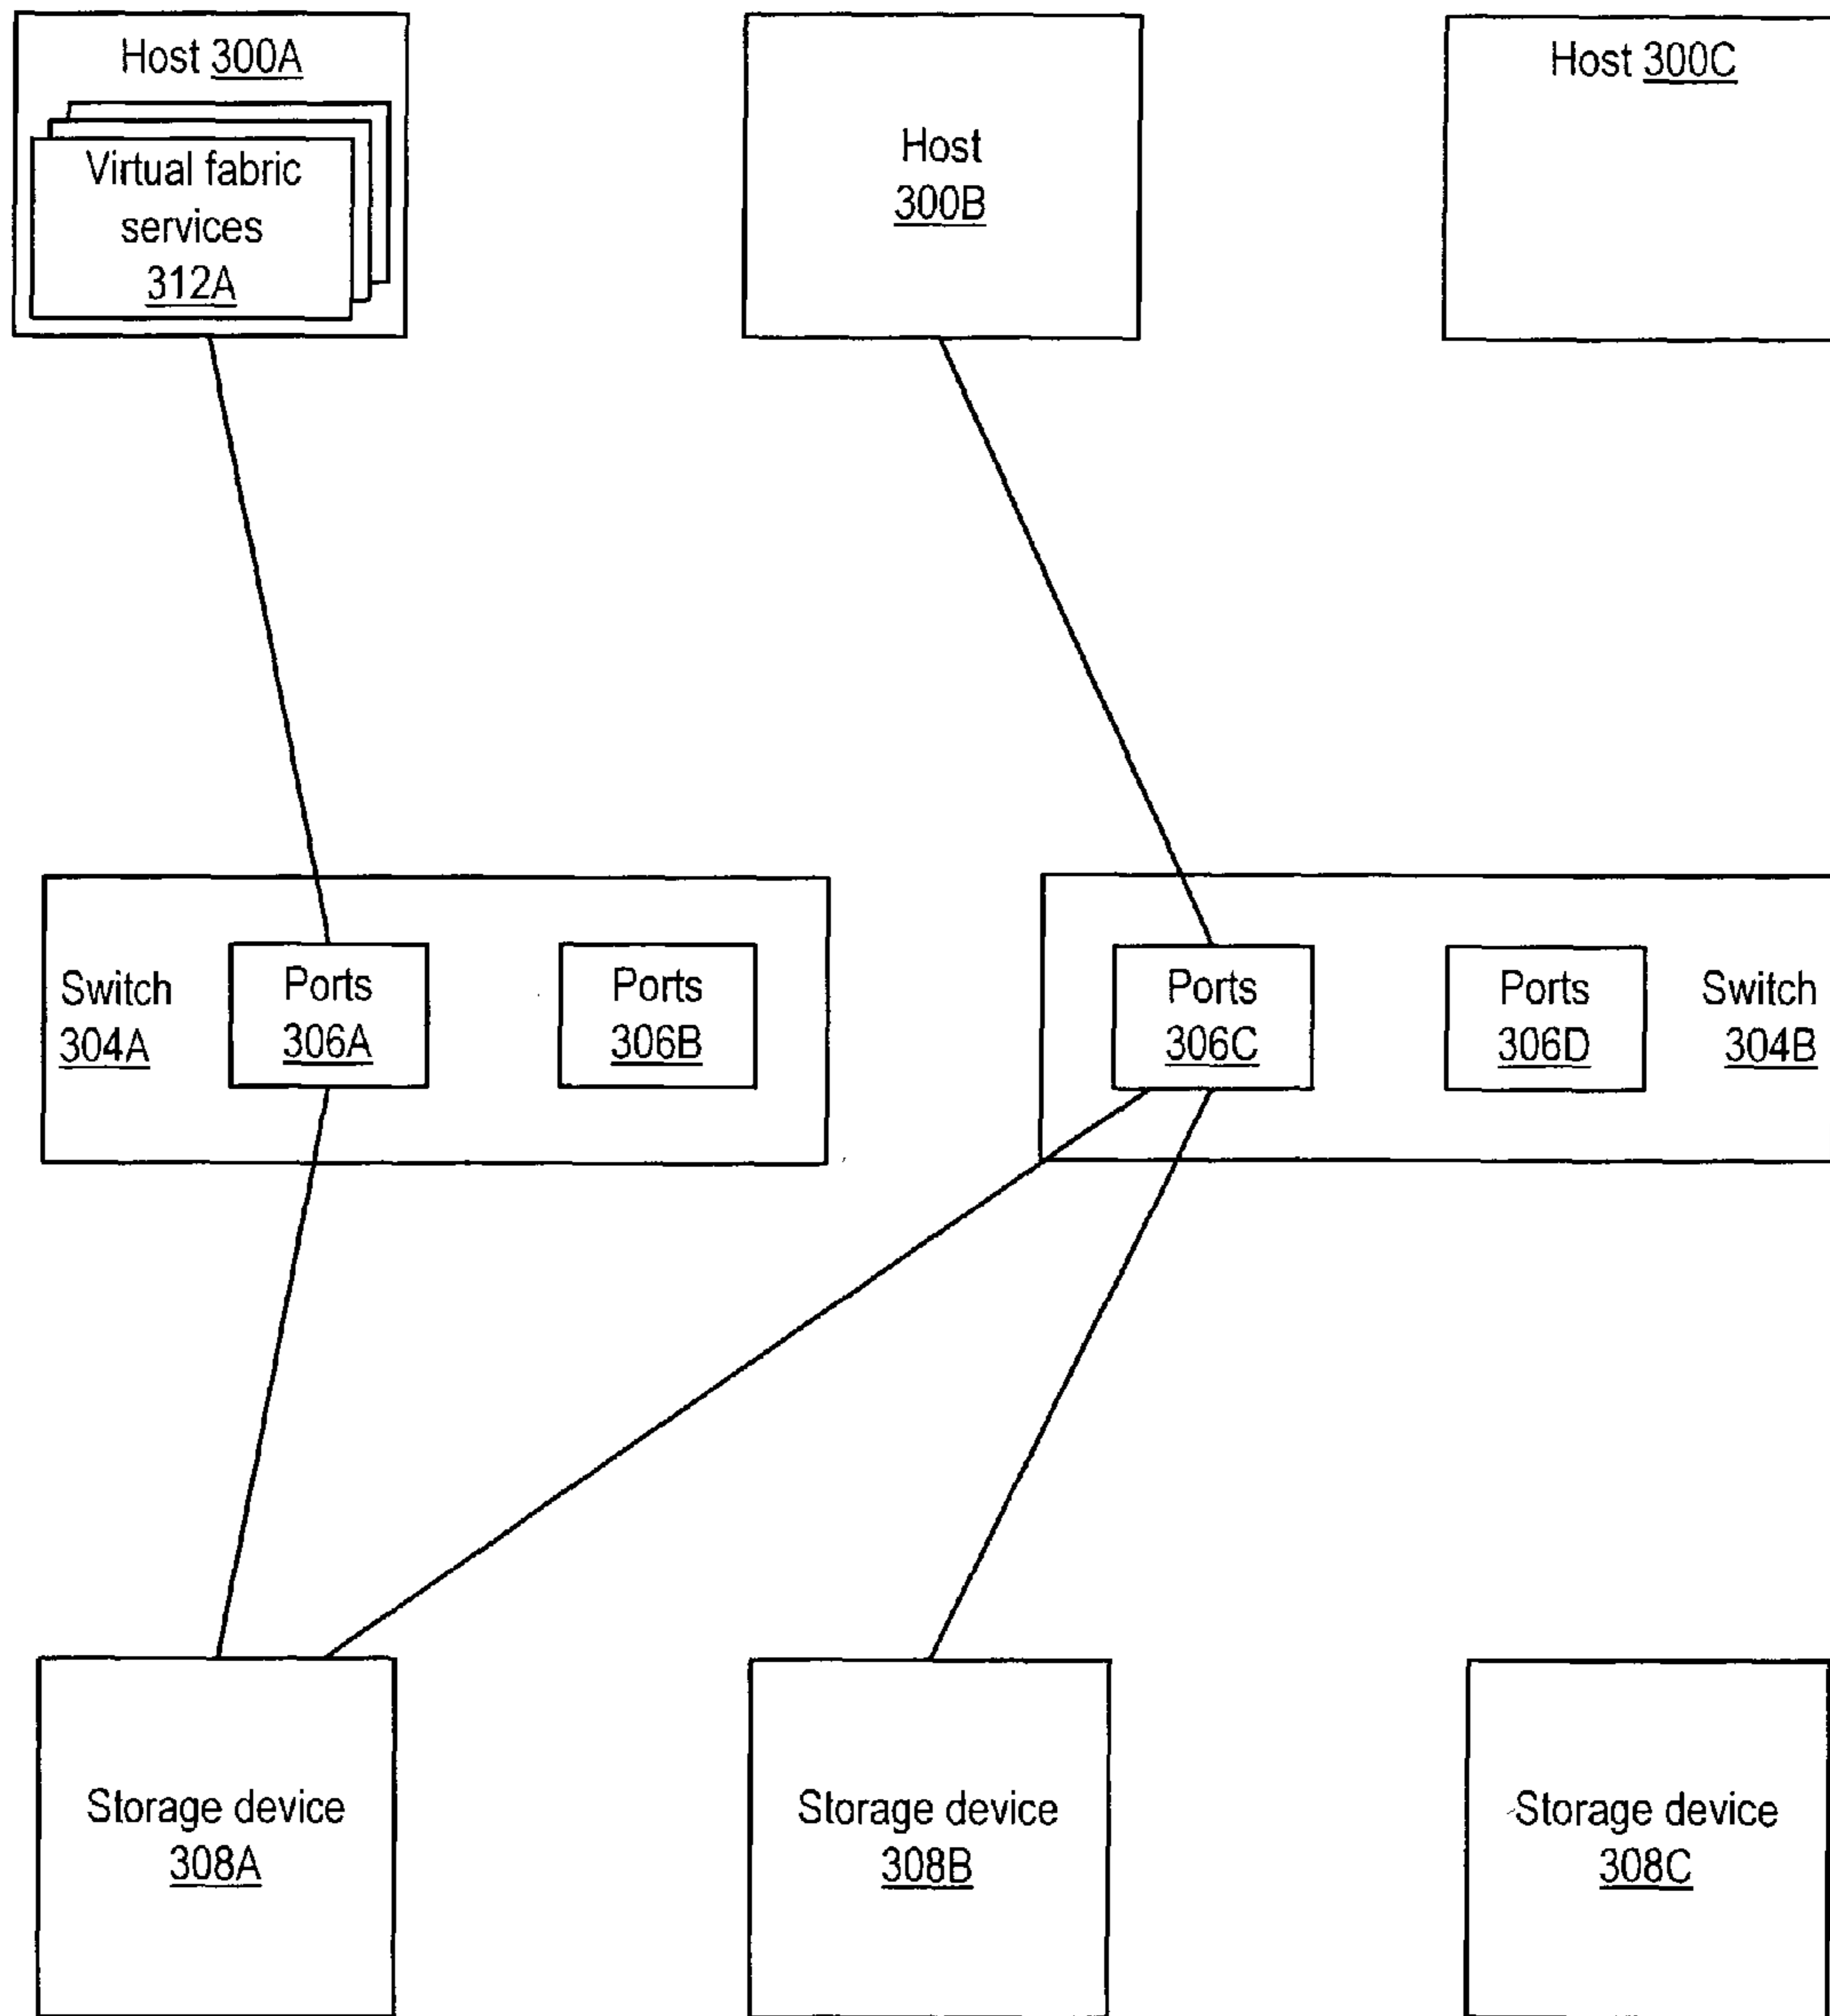 Host 300A
Virtual fabric
services
312A
Host
300B
Host 300C
Switch
304A
Ports
306A
Ports
306B
Ports
306C
Ports
306D
Switch
304B
Storage device
308A
Storage device
308B
Storage device
308C